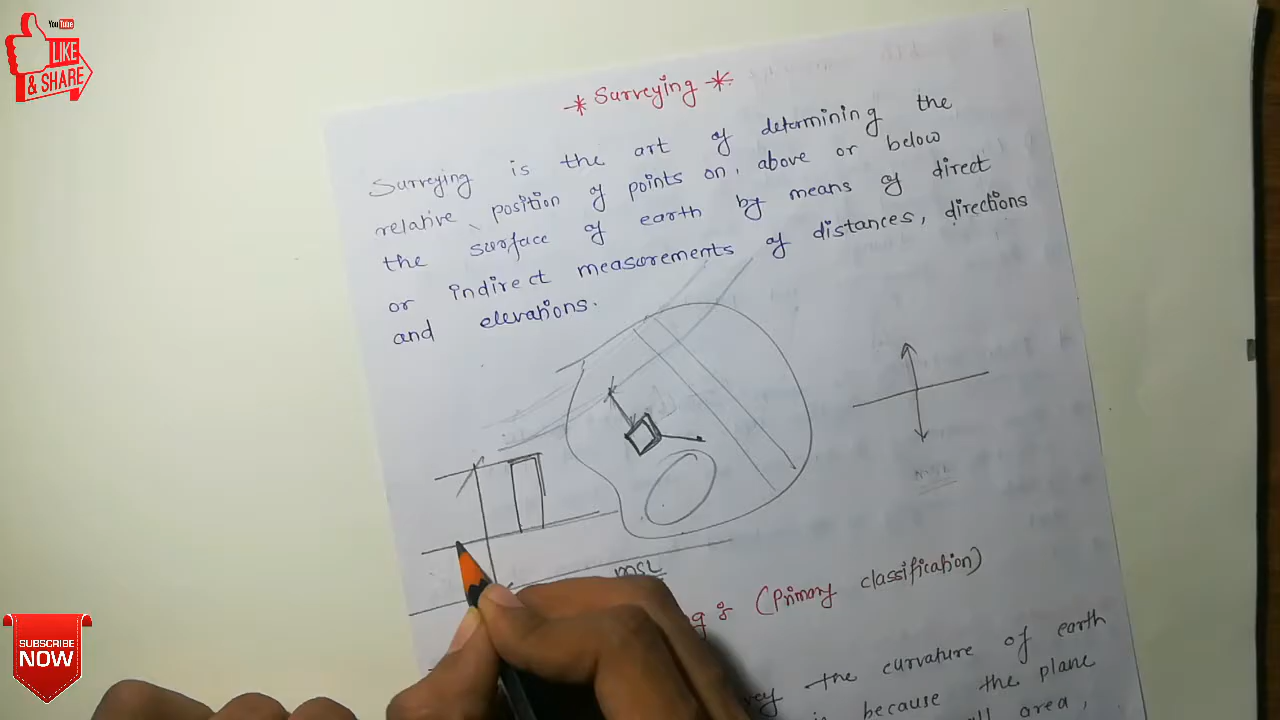 YouTube
LIKE
& SHARE
* Surveying *
Surveying is the art of determining the
relative position of points on, above or below
the surface of earth by means of direct
or indirect measurements of distances, directions
and elevations.
MSL
(Primary classification)
the curvature of earth
because the plane
area,
SUBSCRIBE
NOW